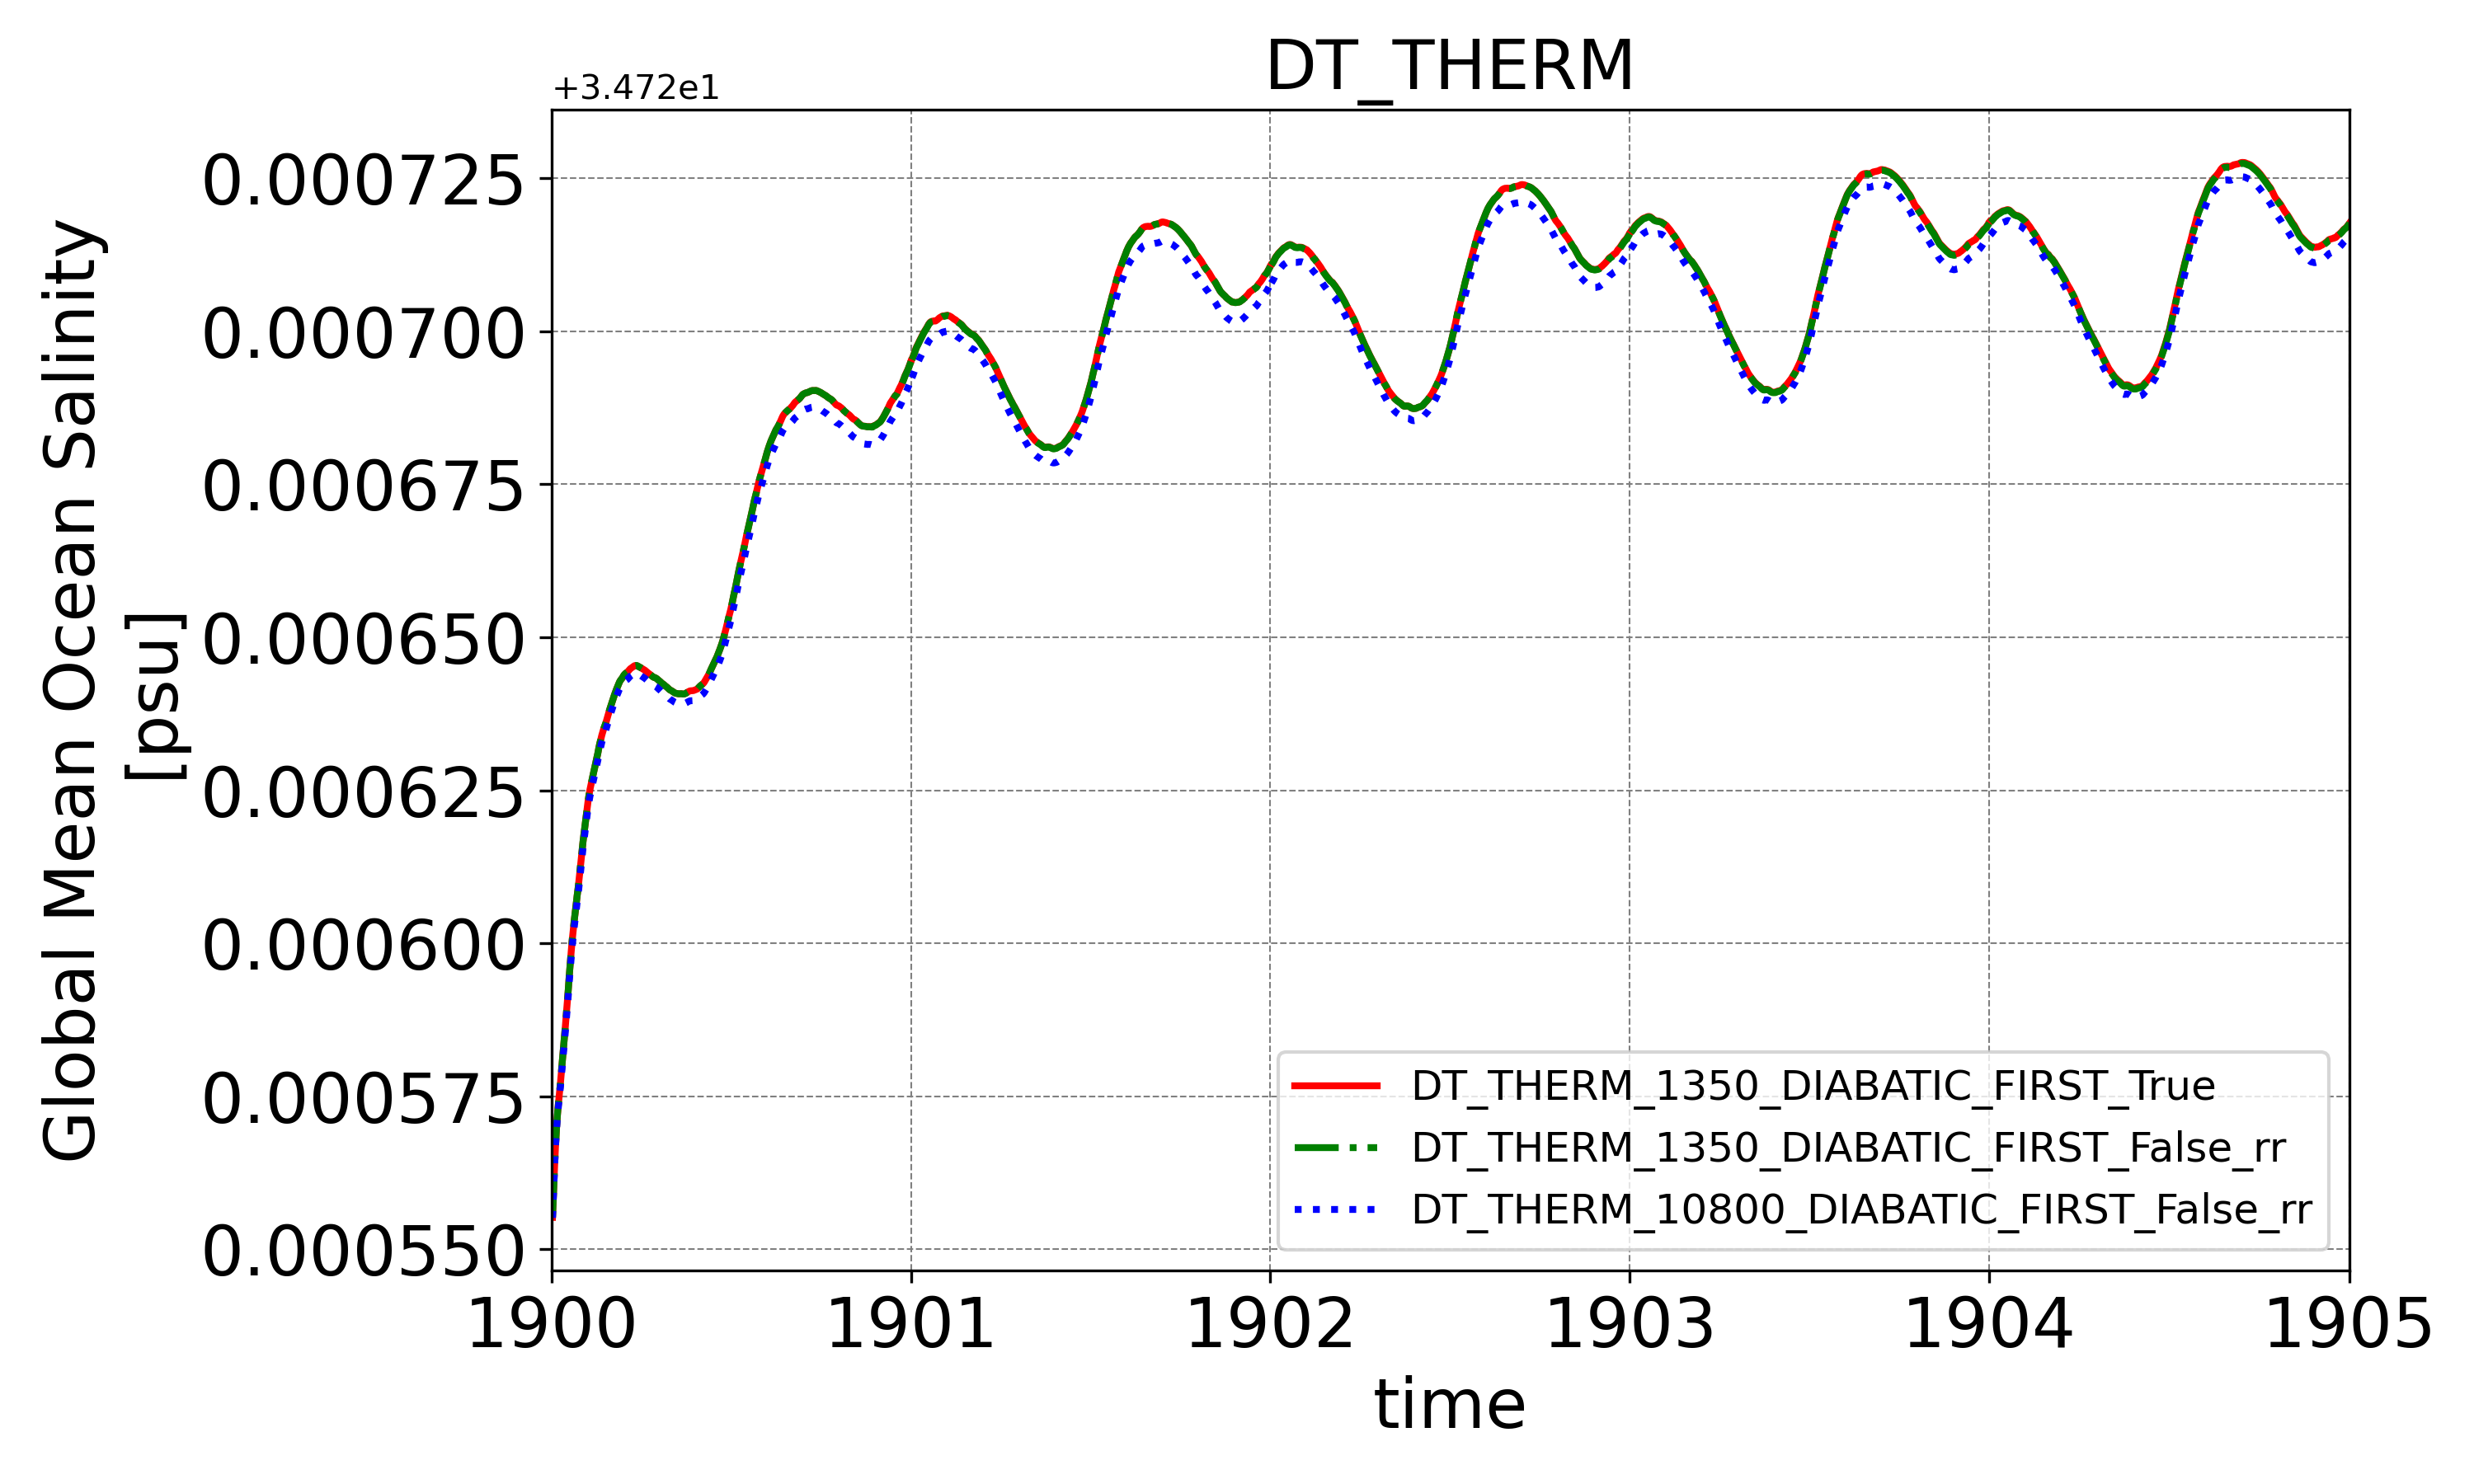 DT_THERM
+3.472e1
Global Mean Ocean Salinity
[psu]
0.000725
0.000700
0.000675
0.000650
0.000625
0.000600
0.000575
0.000550
DT_THERM_1350_DIABATIC_FIRST_True
DT_THERM_1350_DIABATIC_FIRST_False_rr
DT_THERM_10800_DIABATIC_FIRST_False_rr
1900 1901 1902 1903 1904 1905
time